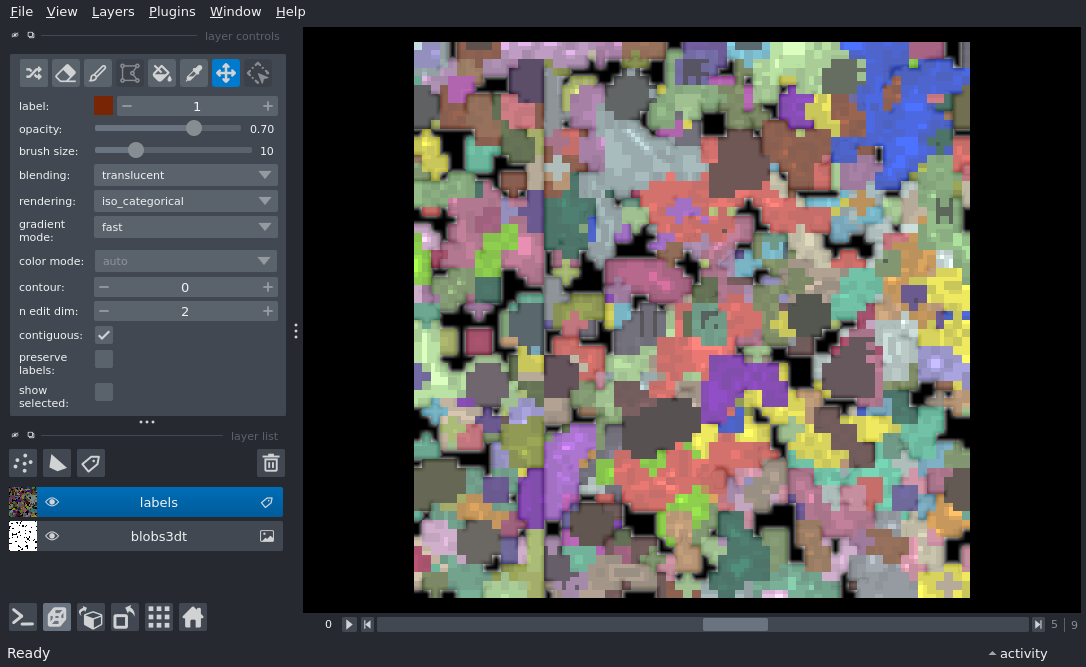 File View Layers Plugins Window Help
layer controls
label: 1
opacity: 0.70
brush size: 10
blending: translucent
rendering: iso_categorical
gradient
mode: fast
color mode: auto
contour: 0
n edit dim: 2
contiguous:
preserve
labels:
show
selected:
layer list
labels
blobs3dt
0 5 | 9
Ready activity